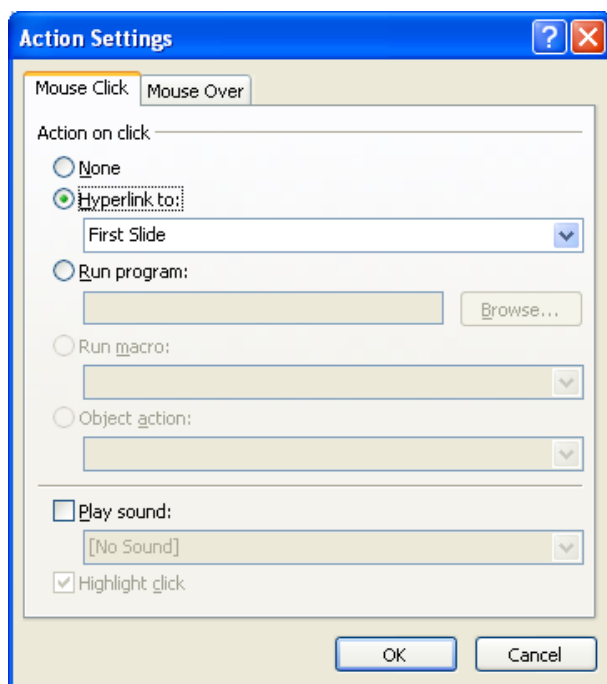 Action Settings
Mouse Click Mouse Over
Action on click
None
Hyperlink to:
First Slide
Run program:
Browse...
Run macro:
Object action:
Play sound:
[No Sound]
Highlight click
OK Cancel